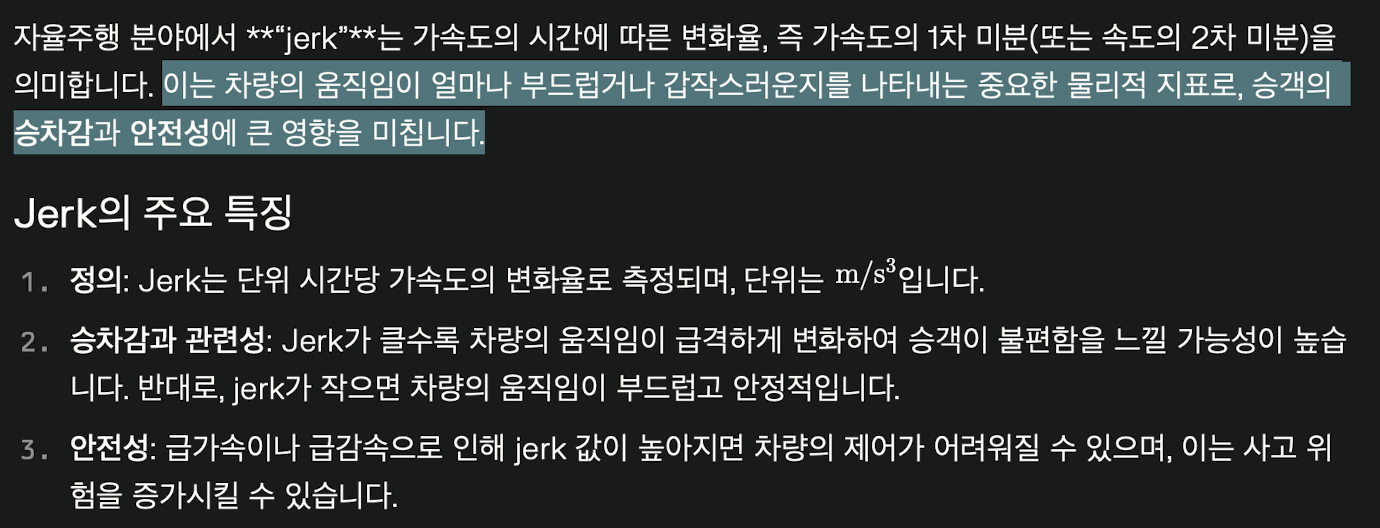 자율주행 분야에서 **“jerk”**는 가속도의 시간에 따른 변화율, 즉 가속도의 1차 미분(또는 속도의 2차 미분)을
의미합니다. 이는 차량의 움직임이 얼마나 부드럽거나 갑작스러운지를 나타내는 중요한 물리적 지표로, 승객의
승차감과 안전성에 큰 영향을 미칩니다.
Jerk의 주요 특징
1. 정의: Jerk는 단위 시간당 가속도의 변화율로 측정되며, 단위는 m/s³입니다.
2. 승차감과 관련성: Jerk가 클수록 차량의 움직임이 급격하게 변화하여 승객이 불편함을 느낄 가능성이 높습
니다. 반대로, jerk가 작으면 차량의 움직임이 부드럽고 안정적입니다.
3. 안전성: 급가속이나 급감속으로 인해 jerk 값이 높아지면 차량의 제어가 어려워질 수 있으며, 이는 사고 위
험을 증가시킬 수 있습니다.